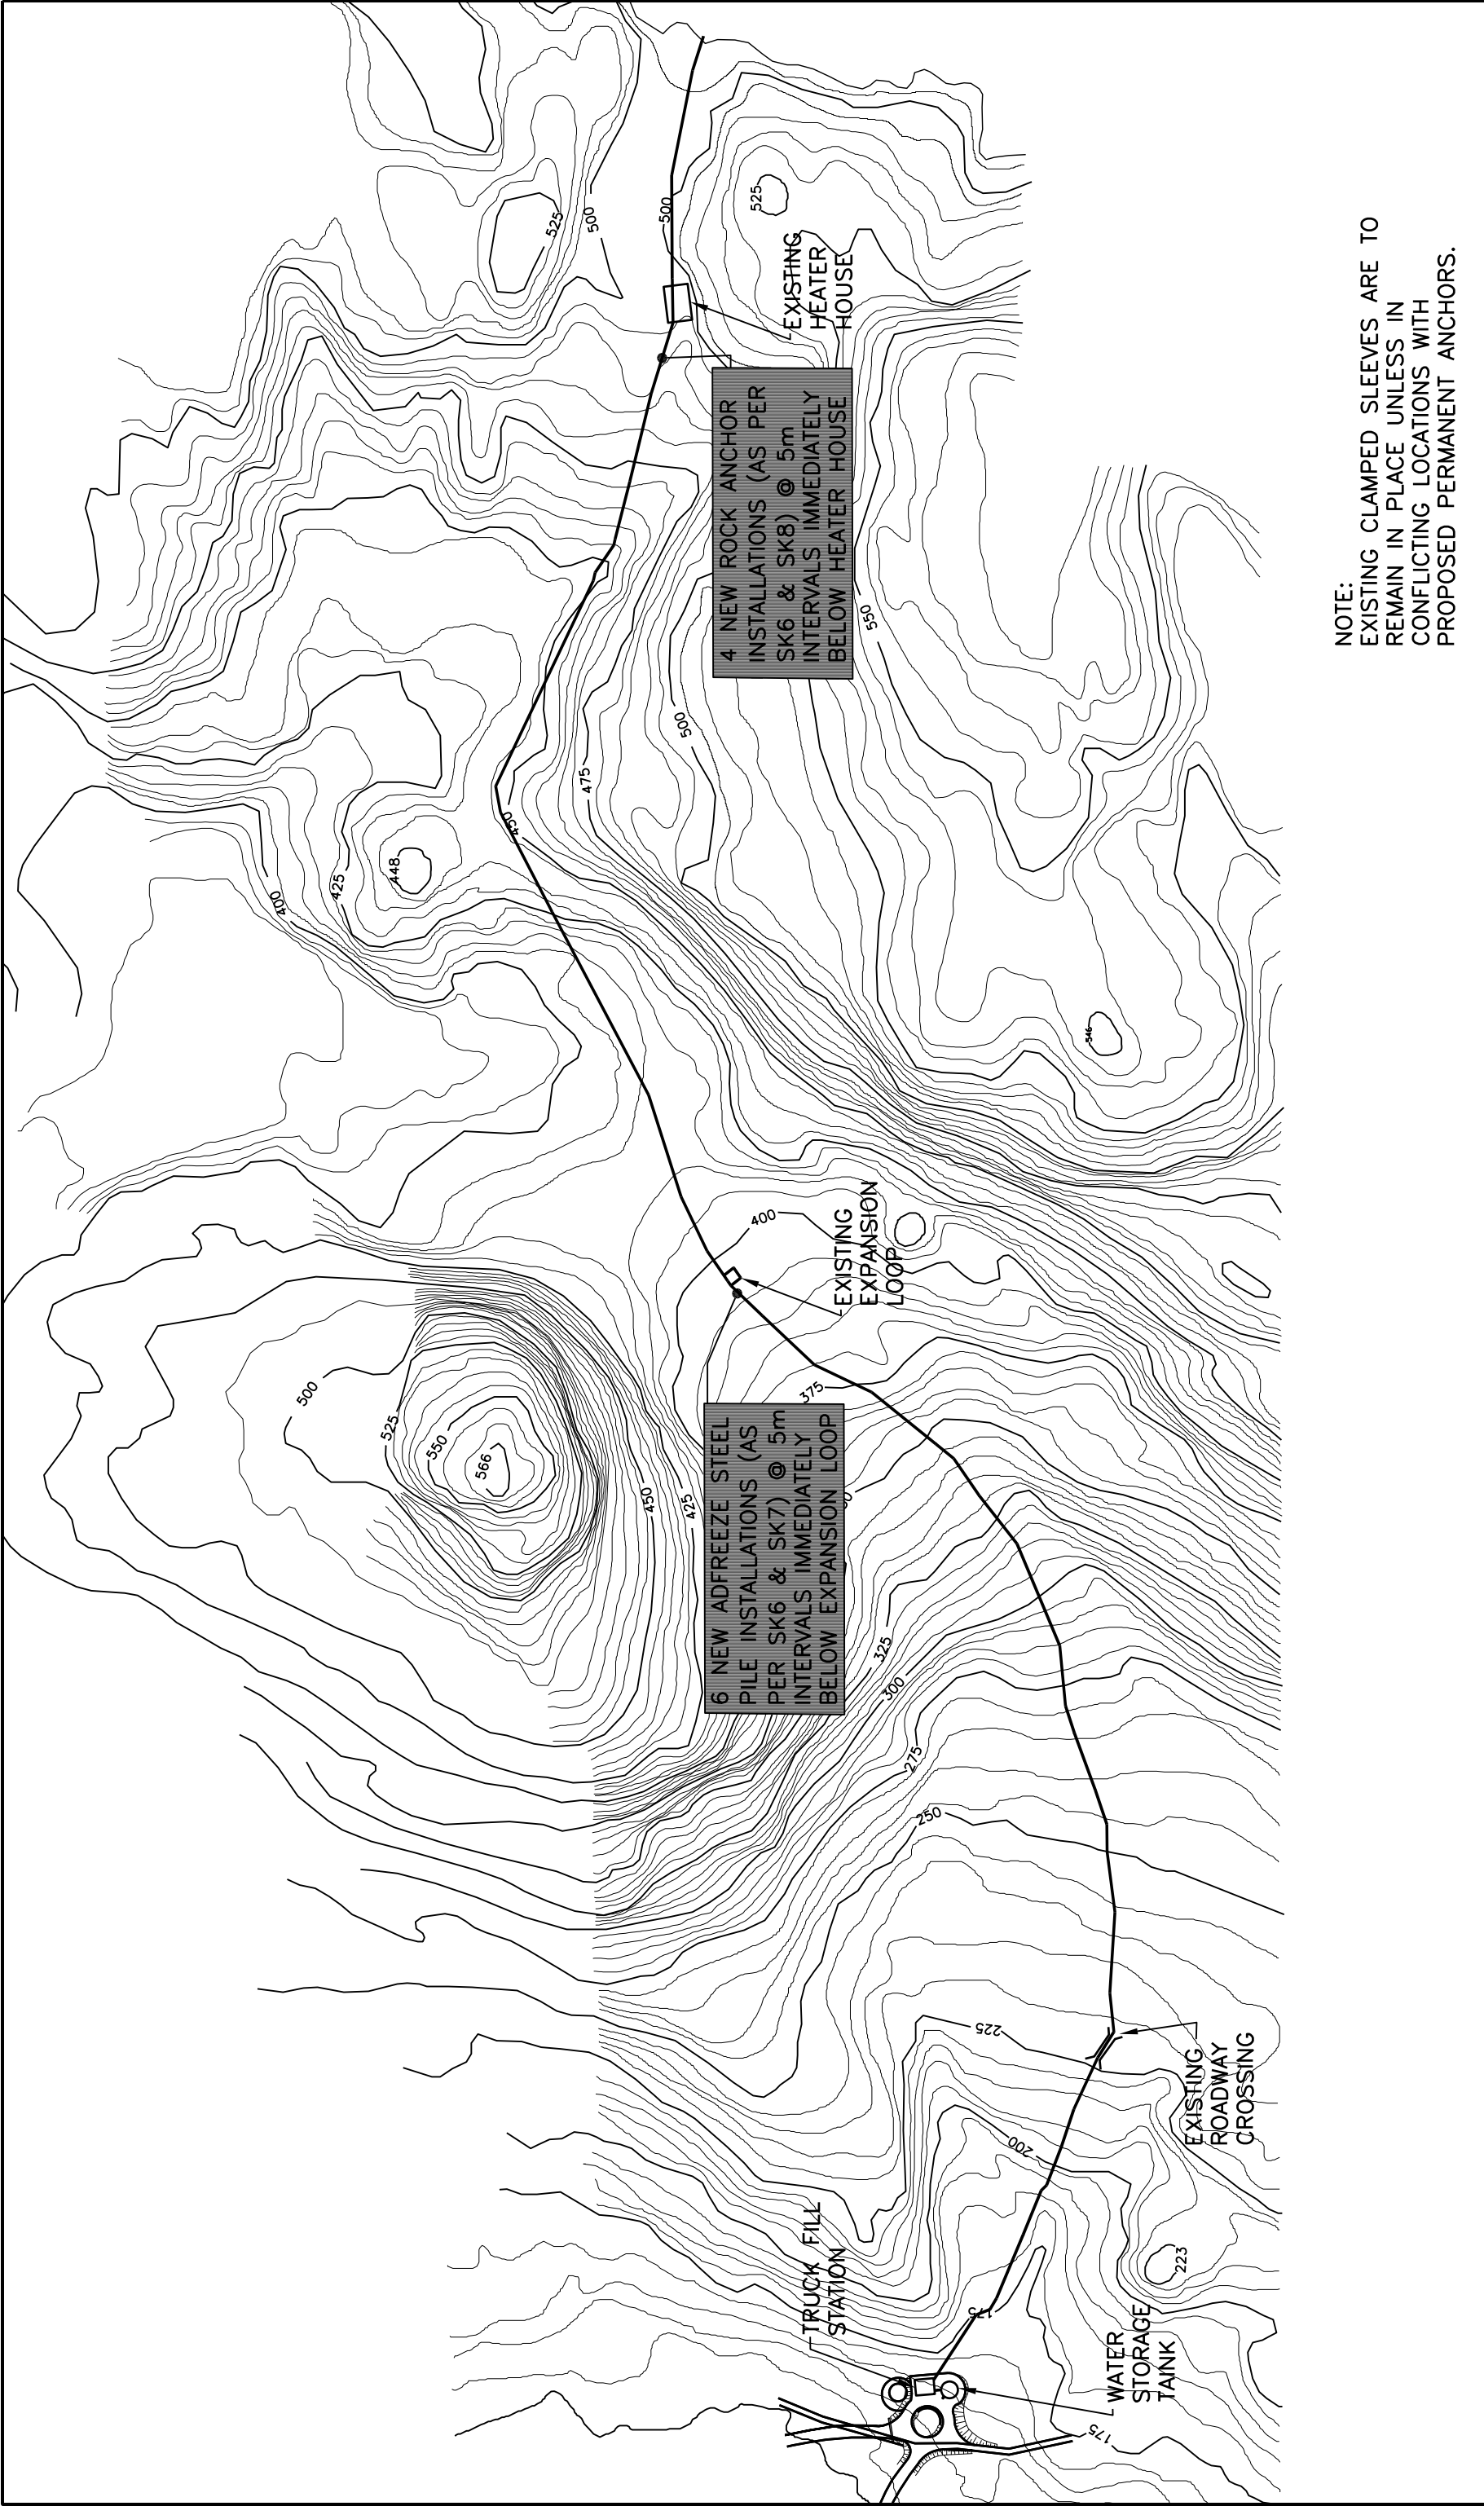 TRUCK FILL
STATION
WATER
STORAGE
TAINK
EXISTING
ROADWAY
CROSSING
6 NEW ADFREEZE STEEL
PILE INSTALLATIONS (AS
PER SK6 & SK7) @ 5m
INTERVALS IMMEDIATELY
BELOW EXPANSION LOOP
EXISTING
EXPANSION
LOOP
4 NEW ROCK ANCHOR
INSTALLATIONS (AS PER
SK6 & SK8) @ 5m
INTERVALS IMMEDIATELY
BELOW HEATER HOUSE
EXISTING
HEATER
HOUSE
NOTE:
EXISTING CLAMPED SLEEVES ARE TO
REMAIN IN PLACE UNLESS IN
CONFLICTING LOCATIONS WITH
PROPOSED PERMANENT ANCHORS.
175
175
223
200
225
250
275
300
325
375
400
425
450
566
550
525
500
400
425
448
450
475
500
546
550
500
525
500
525